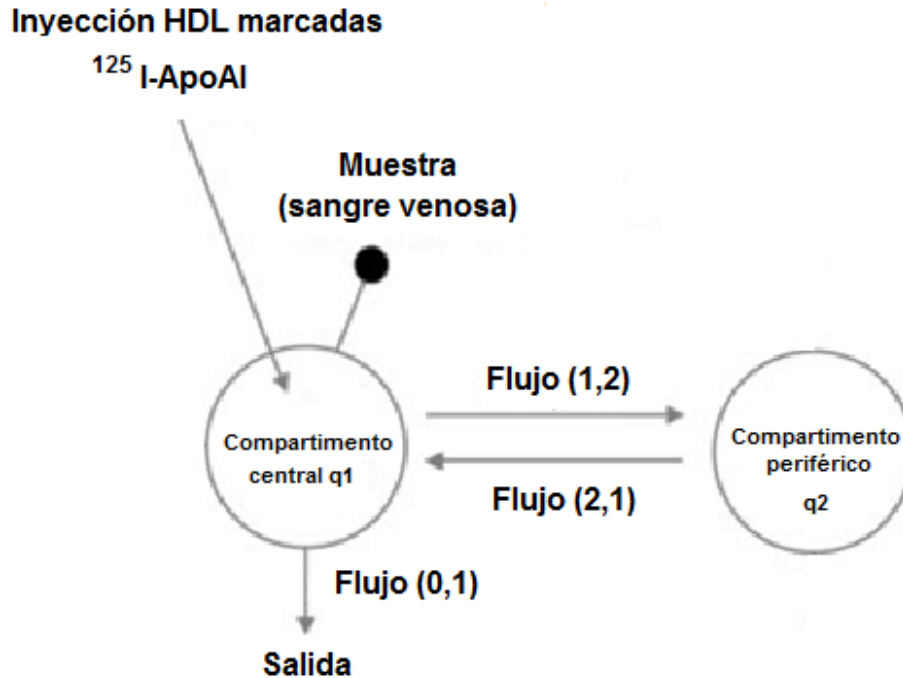 Inyección HDL marcadas
125 I-ApoAI
Muestra
(sangre venosa)
Flujo (1,2)
Compartimento
central q1
Compartimento
periférico
q2
Flujo (2,1)
Flujo (0,1)
Salida